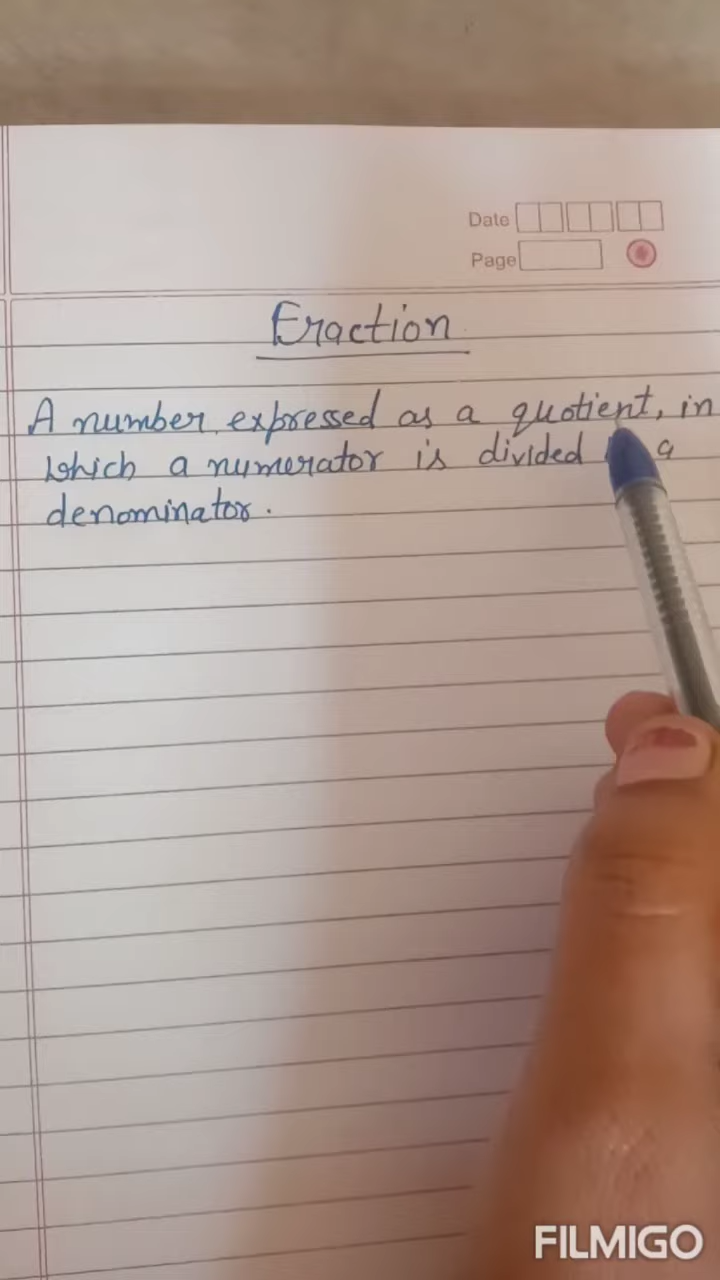 Date
Page
Fraction
A number expressed as a quotient, in
which a numerator is divided a
denominator.
FILMIGO